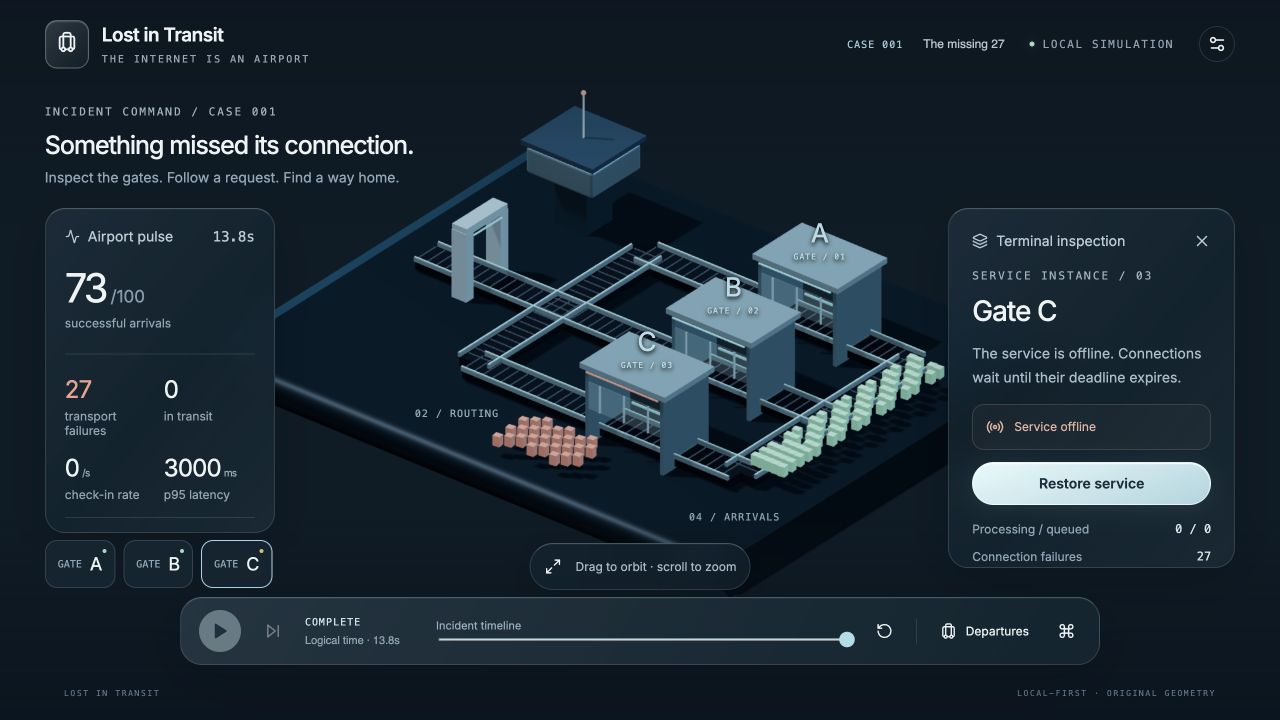 Lost in Transit
THE INTERNET IS AN AIRPORT
CASE 001
The missing 27
LOCAL SIMULATION
INCIDENT COMMAND / CASE 001
Something missed its connection.
Inspect the gates. Follow a request. Find a way home.
Airport pulse
13.8s
73/100
successful arrivals
27
transport
failures
0
in transit
0/s
check-in rate
3000ms
p95 latency
GATE A
GATE B
GATE C
A
GATE / 01
B
GATE / 02
C
GATE / 03
02 / ROUTING
04 / ARRIVALS
Drag to orbit · scroll to zoom
Terminal inspection
SERVICE INSTANCE / 03
Gate C
The service is offline. Connections
wait until their deadline expires.
Service offline
Restore service
Processing / queued
0 / 0
Connection failures
27
COMPLETE
Logical time · 13.8s
Incident timeline
Departures
LOST IN TRANSIT
LOCAL-FIRST · ORIGINAL GEOMETRY